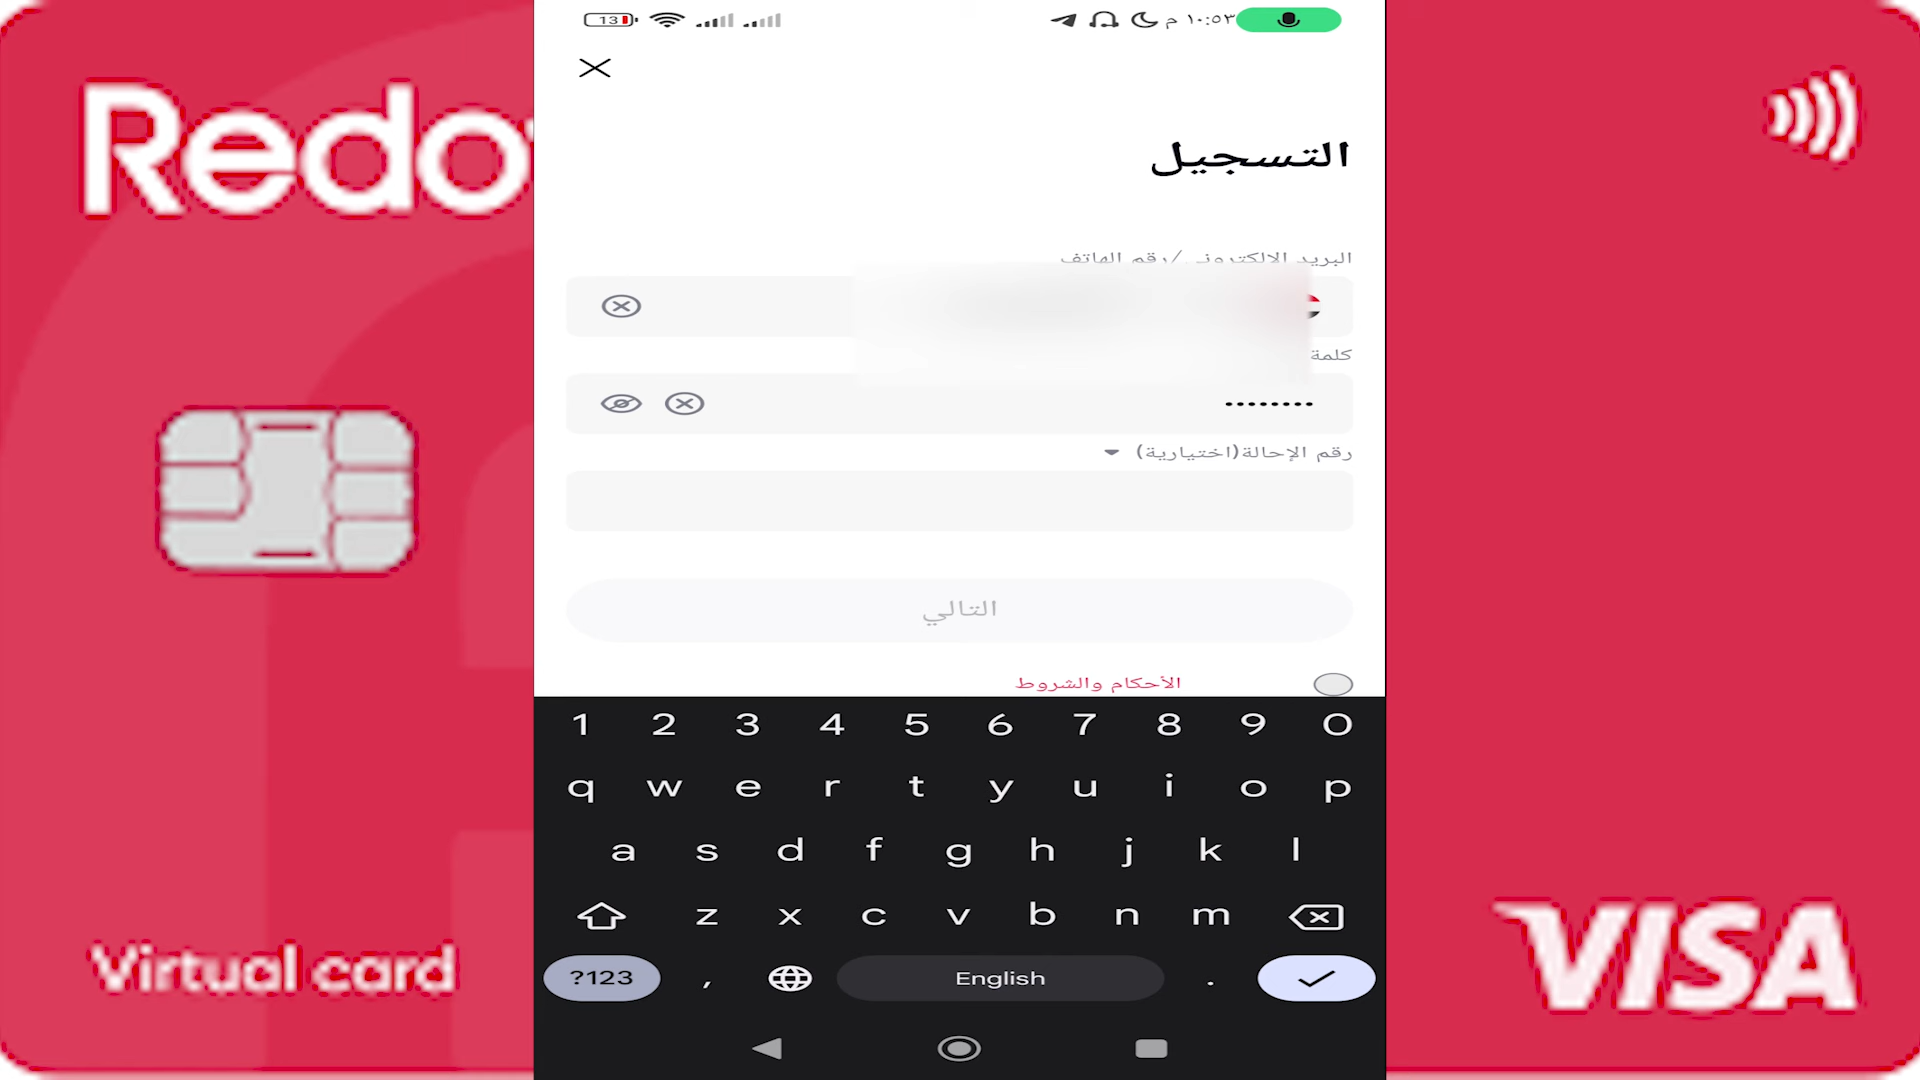 13
١٠:٥٣ م
Redo
التسجيل
البريد الإلكتروني/رقم الهاتف
كلمة
••••••••
رقم الإحالة(اختيارية)
التالي
الأحكام والشروط
1 2 3 4 5 6 7 8 9 0
q w e r t y u i o p
a s d f g h j k l
z x c v b n m
?123 , English .
Virtual card
VISA